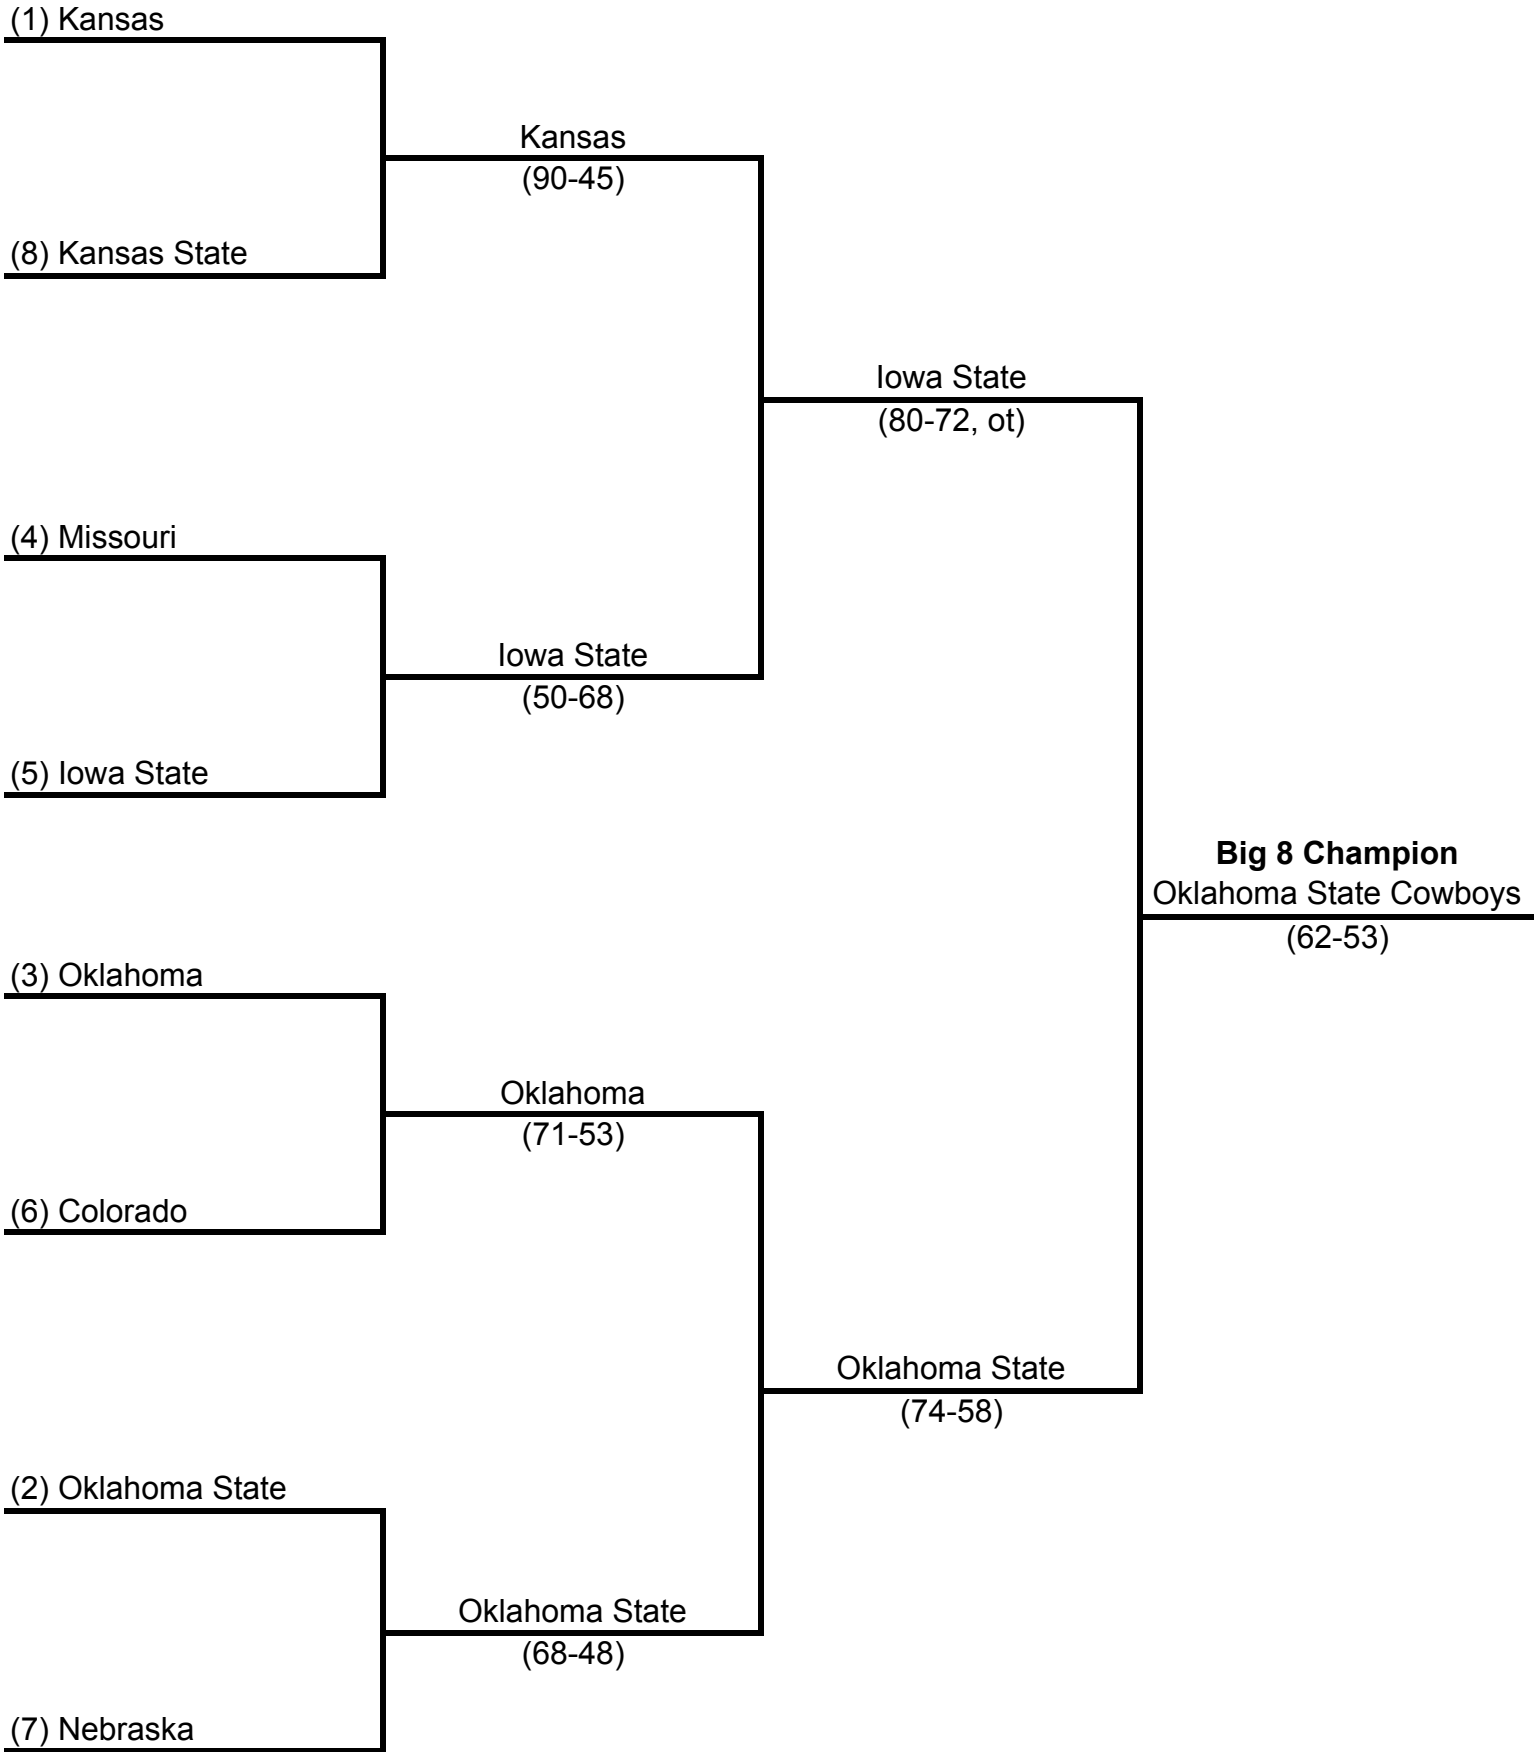 (1) Kansas
Kansas
(90-45)
(8) Kansas State
Iowa State
(80-72, ot)
(4) Missouri
Iowa State
(50-68)
(5) Iowa State
Big 8 Champion
Oklahoma State Cowboys
(62-53)
(3) Oklahoma
Oklahoma
(71-53)
(6) Colorado
Oklahoma State
(74-58)
(2) Oklahoma State
Oklahoma State
(68-48)
(7) Nebraska